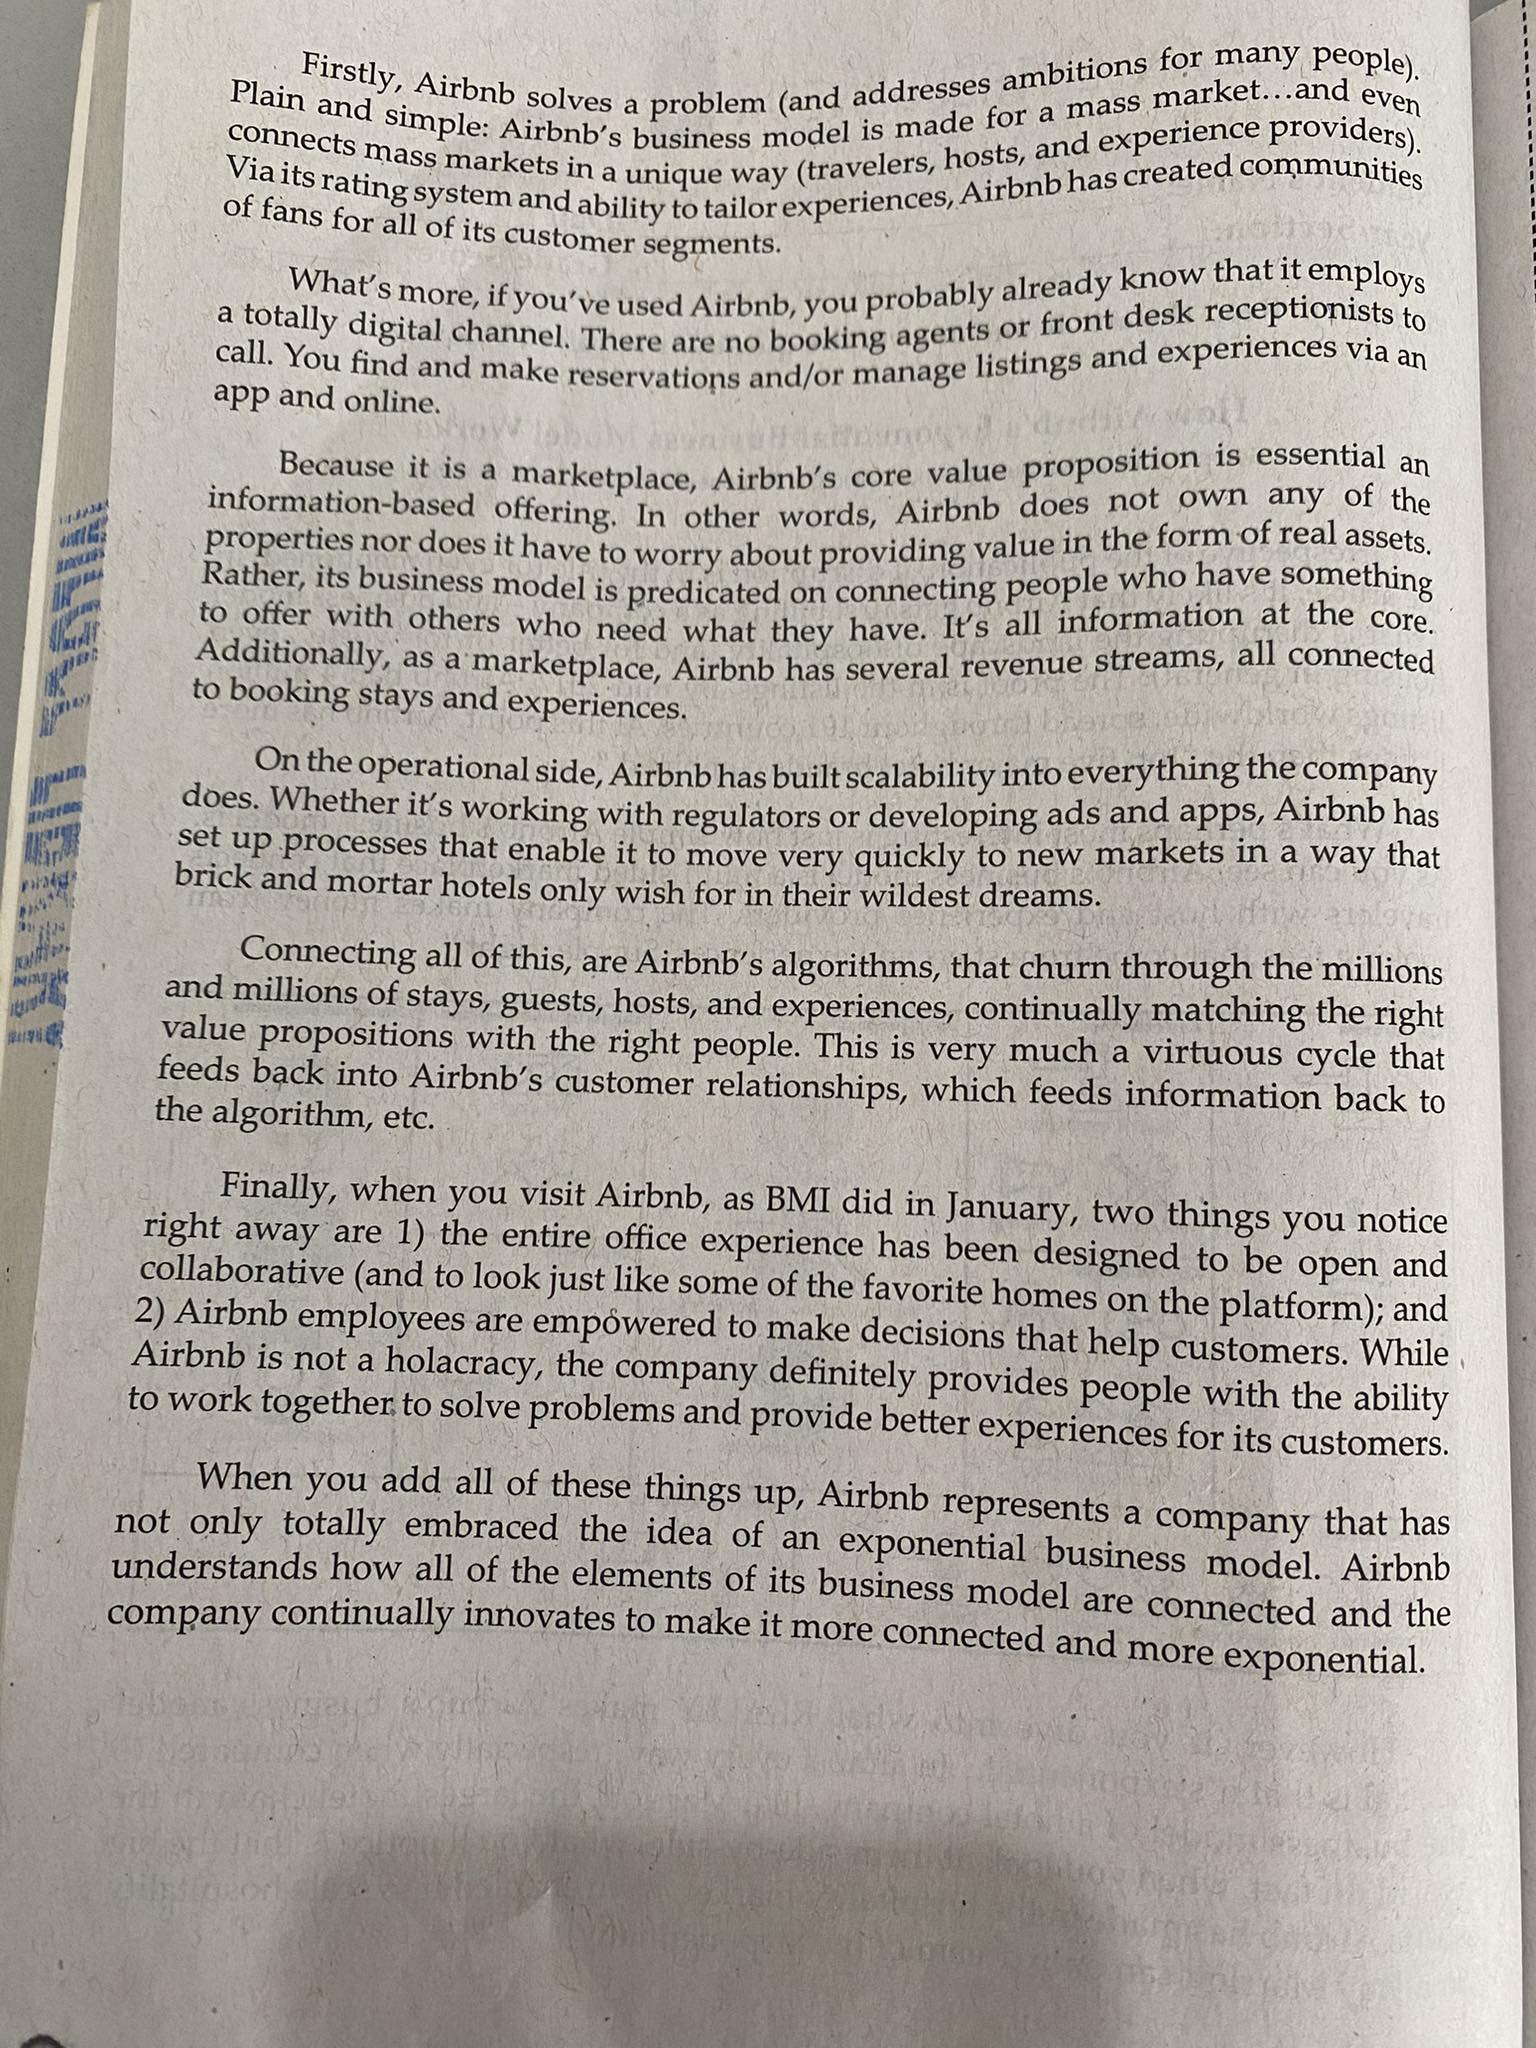 Firstly, Airbnb solves a problem (and addresses ambitions for many people).
Plain and simple: Airbnb's business model is made for a mass market...and even
connects mass markets in a unique way (travelers, hosts, and experience providers).
Via its rating system and ability to tailor experiences, Airbnb has created communities
of fans for all of its customer segments.
What's more, if you've used Airbnb, you probably already know that it employs
a totally digital channel. There are no booking agents or front desk receptionists to
call. You find and make reservations and/or manage listings and experiences via an
app and online.
Because it is a marketplace, Airbnb's core value proposition is essential an
information-based offering. In other words, Airbnb does not own any of the
properties nor does it have to worry about providing value in the form of real assets.
Rather, its business model is predicated on connecting people who have something
to offer with others who need what they have. It's all information at the core.
Additionally, as a marketplace, Airbnb has several revenue streams, all connected
to booking stays and experiences.
On the operational side, Airbnb has built scalability into everything the company
does. Whether it's working with regulators or developing ads and apps, Airbnb has
set up processes that enable it to move very quickly to new markets in a way that
brick and mortar hotels only wish for in their wildest dreams.
Connecting all of this, are Airbnb's algorithms, that churn through the millions
and millions of stays, guests, hosts, and experiences, continually matching the right
value propositions with the right people. This is very much a virtuous cycle that
feeds back into Airbnb's customer relationships, which feeds information back to
the algorithm, etc.
Finally, when you visit Airbnb, as BMI did in January, two things you notice
right away are 1) the entire office experience has been designed to be open and
collaborative (and to look just like some of the favorite homes on the platform); and
2) Airbnb employees are empowered to make decisions that help customers. While
Airbnb is not a holacracy, the company definitely provides people with the ability
to work together to solve problems and provide better experiences for its customers.
When you add all of these things up, Airbnb represents a company that has
not only totally embraced the idea of an exponential business model. Airbnb
understands how all of the elements of its business model are connected and the
company continually innovates to make it more connected and more exponential.